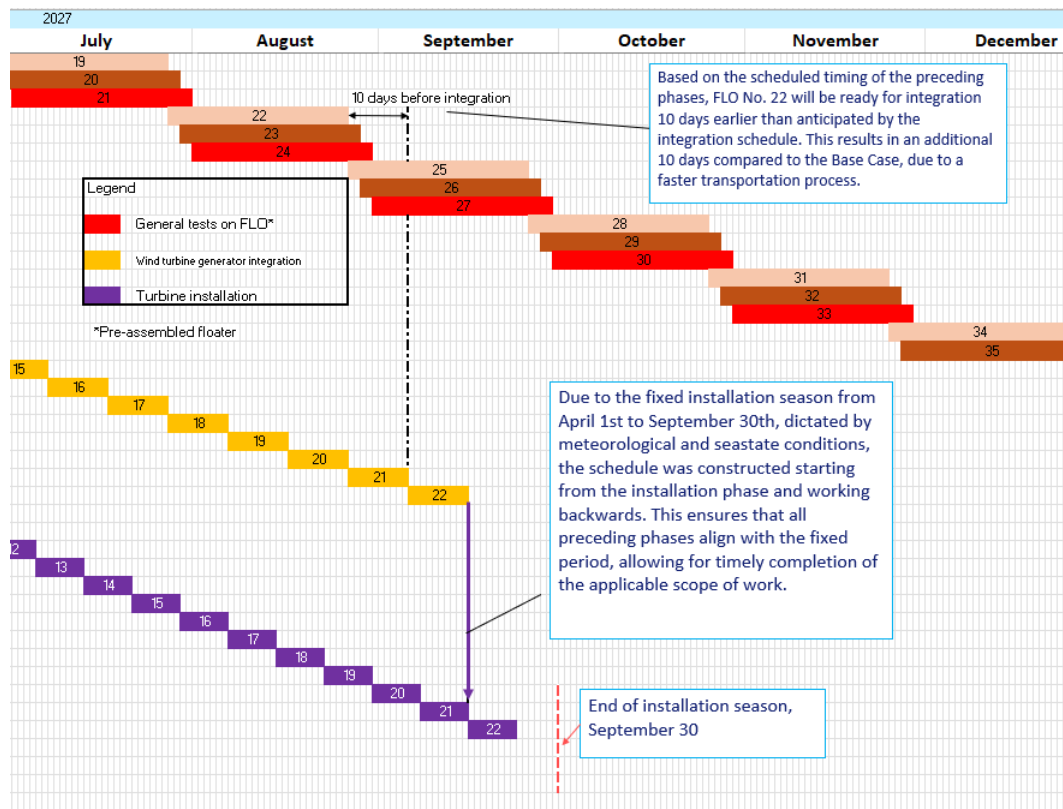 2027
July August September October November December
19
20
21
22
23
24
10 days before integration
Based on the scheduled timing of the preceding
phases, FLO No. 22 will be ready for integration
10 days earlier than anticipated by the
integration schedule. This results in an additional
10 days compared to the Base Case, due to a
faster transportation process.
25
26
27
28
29
30
31
32
33
34
35
Legend
General tests on FLO*
Wind turbine generator integration
Turbine installation
*Pre-assembled floater
15
16
17
18
19
20
21
22
Due to the fixed installation season from
April 1st to September 30th, dictated by
meteorological and seastate conditions,
the schedule was constructed starting
from the installation phase and working
backwards. This ensures that all
preceding phases align with the fixed
period, allowing for timely completion of
the applicable scope of work.
2
13
14
15
16
17
18
19
20
21
22
End of installation season,
September 30